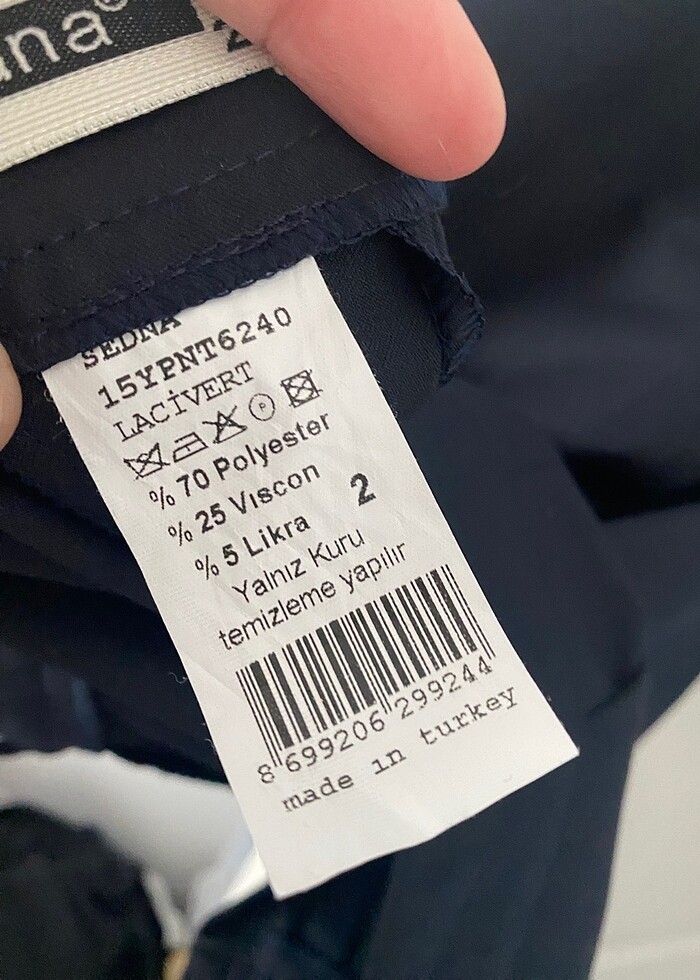 SEDNA
15YPNT6240
LACİVERT
P
%70 Polyester
%25 Viscon
%5 Likra
2
Yalnız Kuru
temizleme yapılır
8 699206 299244
made in turkey